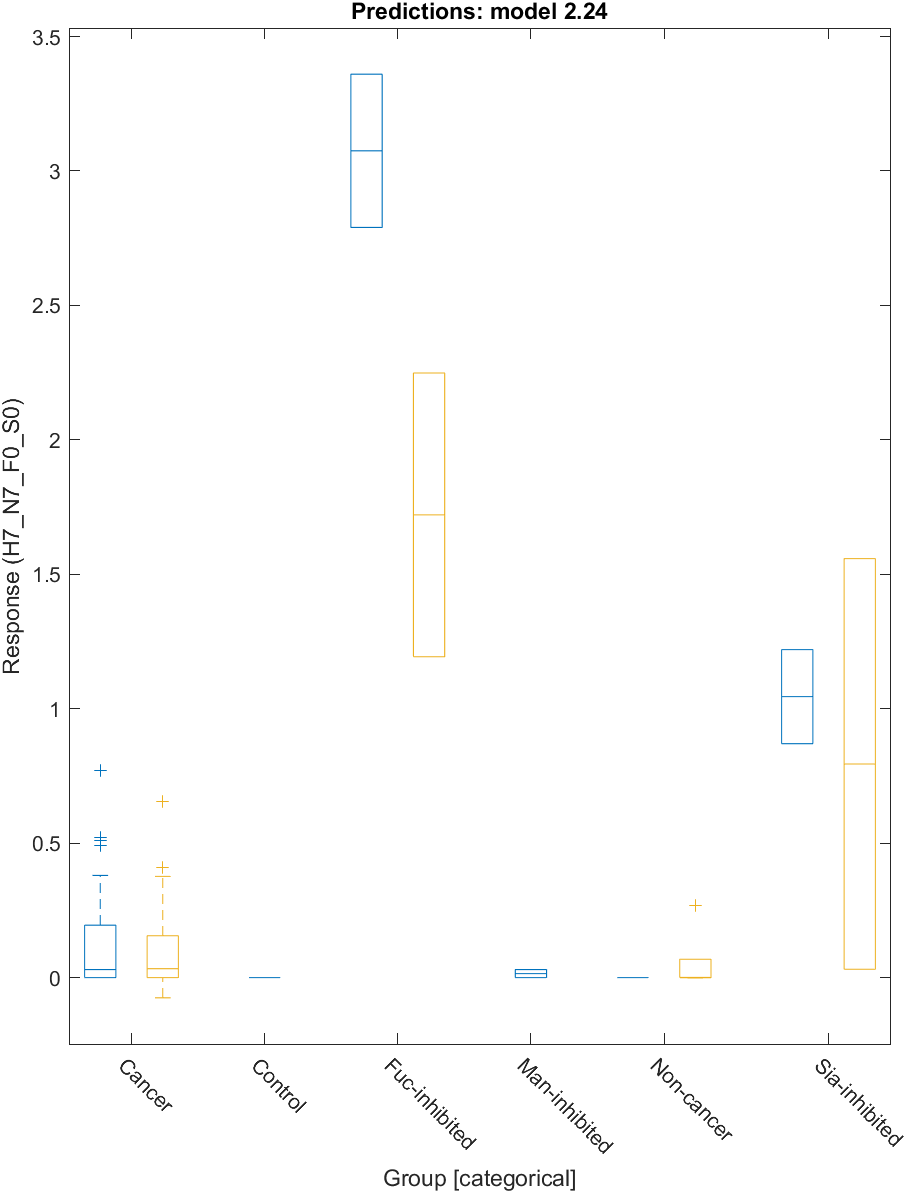 Predictions: model 2.24
3.5
3
2.5
2
1.5
1
0.5
0
Response (H7_N7_F0_S0)
Cancer
Control
Fuc-inhibited
Man-inhibited
Non-cancer
Sia-inhibited
Group [categorical]